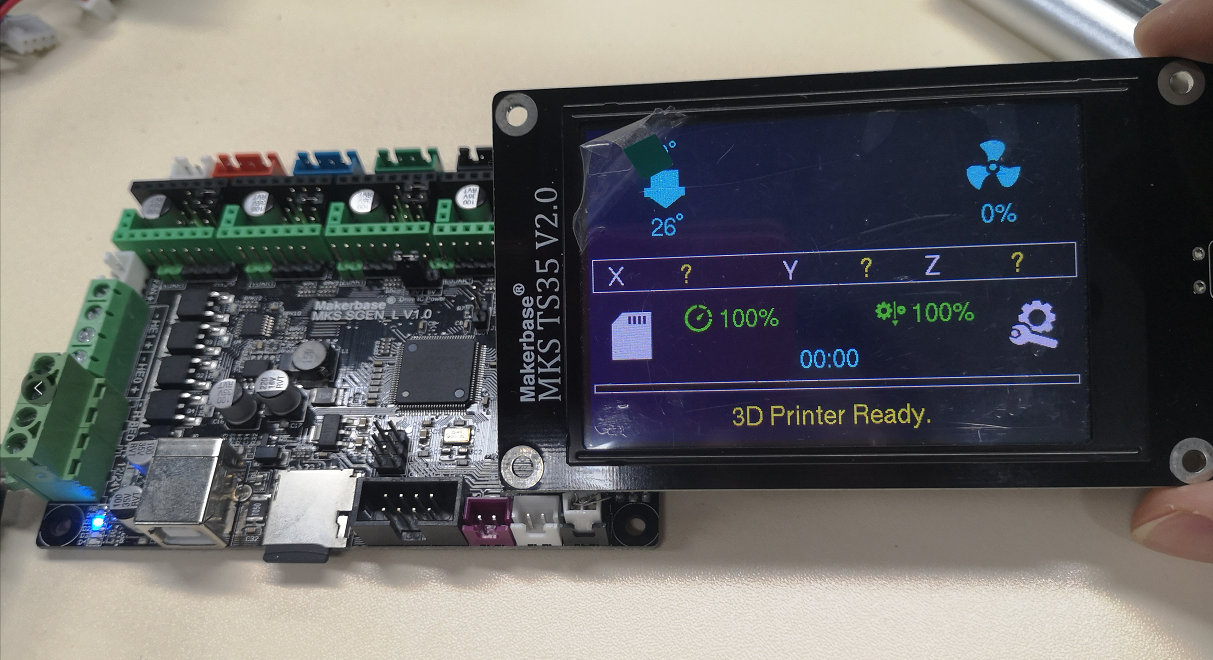 Makerbase®
MKS SGEN_L V1.0
Makerbase®
MKS TS35 V2.0
26°
0%
X ? Y ? Z ?
100% 100%
00:00
3D Printer Ready.